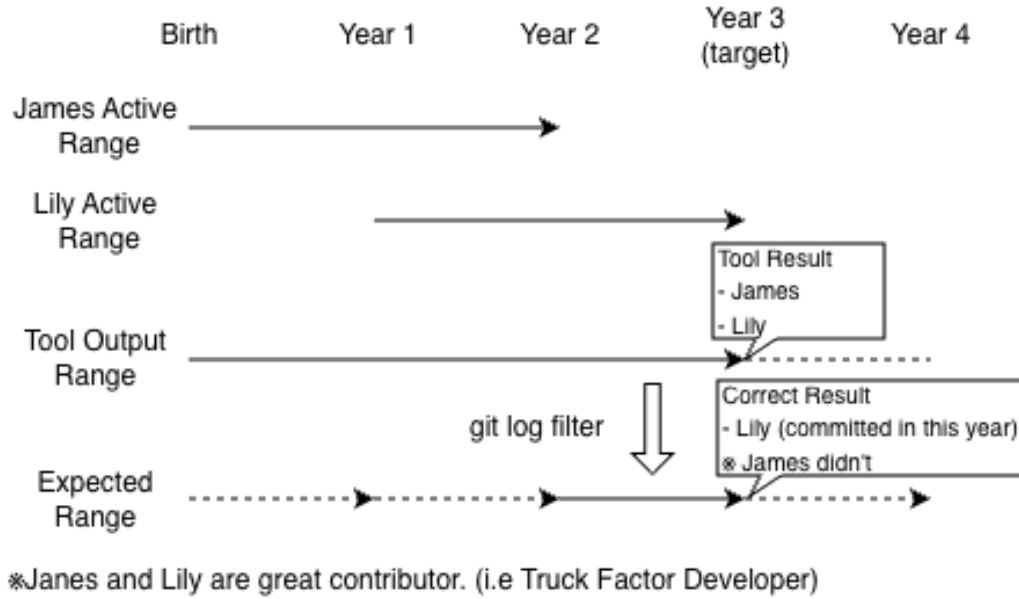 Birth
Year 1
Year 2
Year 3
(target)
Year 4
James Active
Range
Lily Active
Range
Tool Result
- James
- Lily
Tool Output
Range
Correct Result
- Lily (committed in this year)
※ James didn't
git log filter
Expected
Range
※Janes and Lily are great contributor. (i.e Truck Factor Developer)